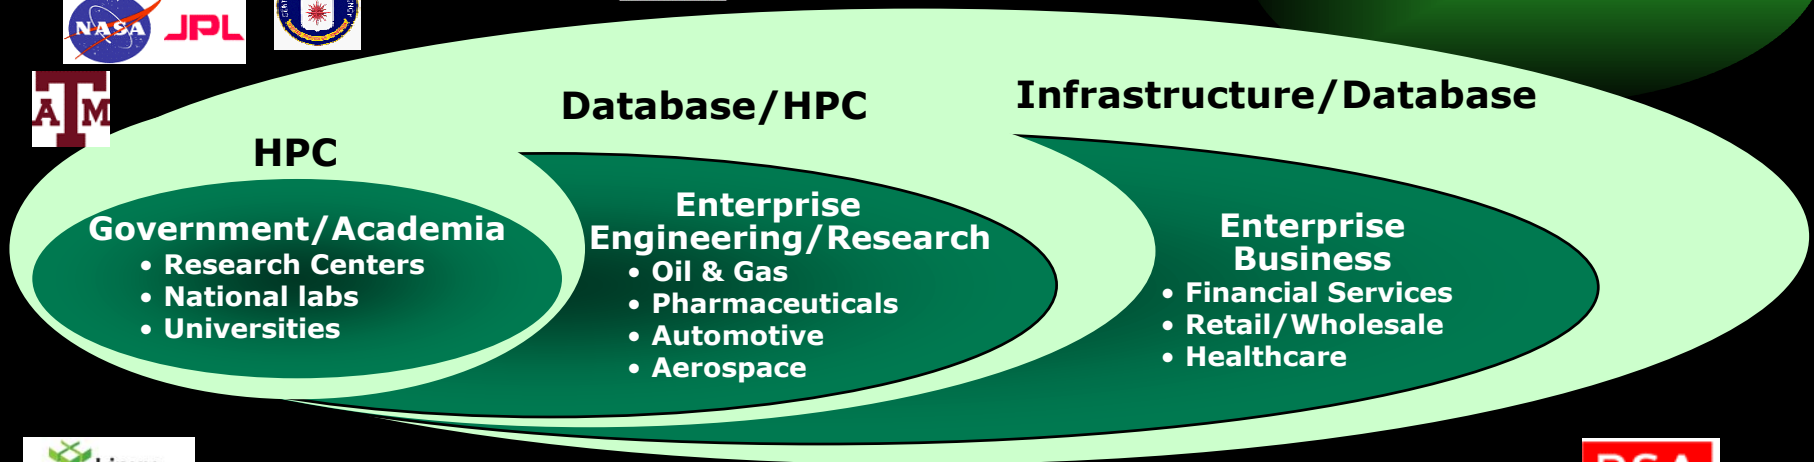 NASA JPL
ATM
HPC
Database/HPC
Infrastructure/Database
Government/Academia
• Research Centers
• National labs
• Universities
Enterprise
Engineering/Research
• Oil & Gas
• Pharmaceuticals
• Automotive
• Aerospace
Enterprise
Business
• Financial Services
• Retail/Wholesale
• Healthcare